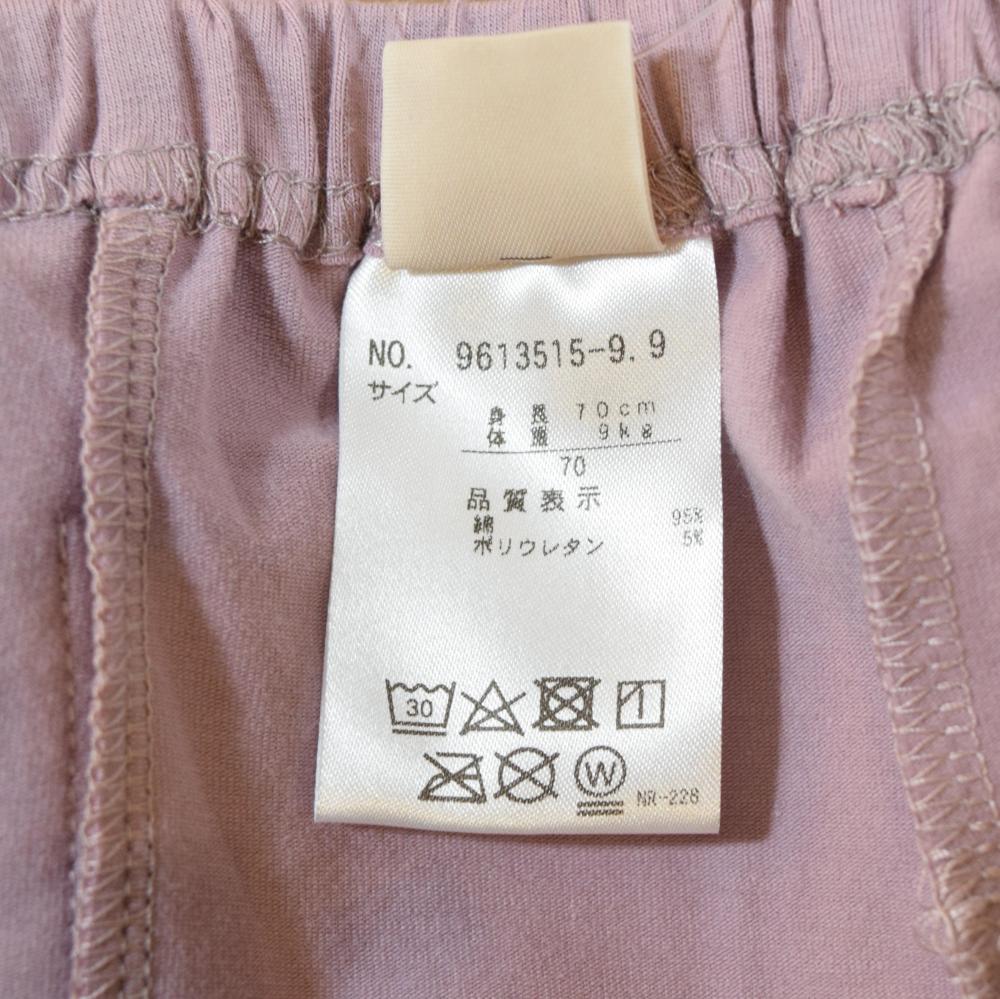 NO. 9613515-9.9
サイズ
身長 70cm
体重 9kg
70
品質表示
綿 95%
ポリウレタン 5%
30
W
NR-226